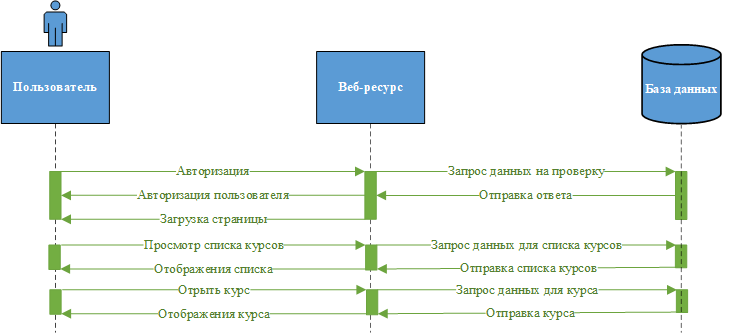 Пользователь
Веб-ресурс
База данных
Авторизация
Запрос данных на проверку
Авторизация пользователя
Отправка ответа
Загрузка страницы
Просмотр списка курсов
Запрос данных для списка курсов
Отображения списка
Отправка списка курсов
Отрыть курс
Запрос данных для курса
Отображения курса
Отправка курса